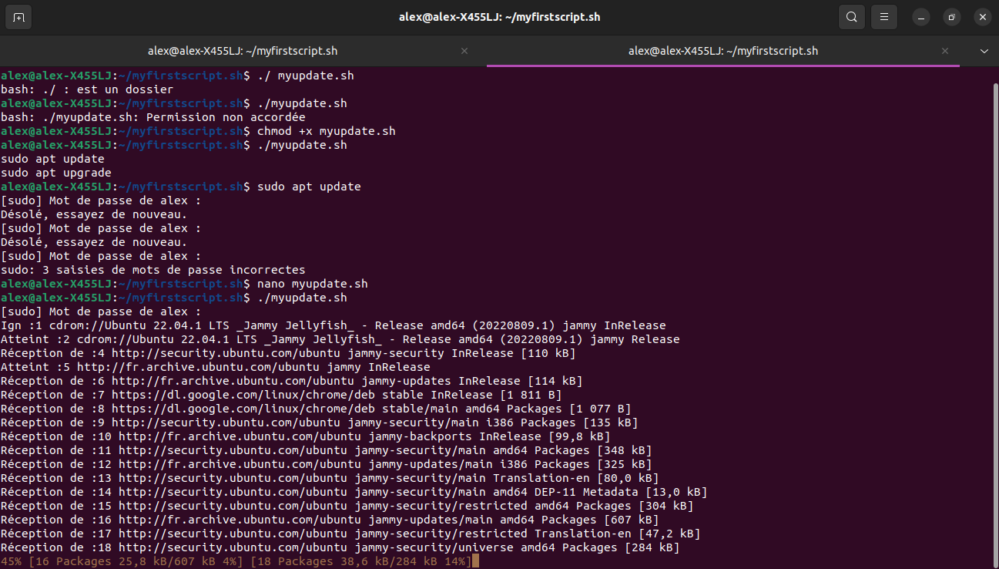 alex@alex-X455LJ: ~/myfirstscript.sh
alex@alex-X455LJ: ~/myfirstscript.sh
alex@alex-X455LJ: ~/myfirstscript.sh
alex@alex-X455LJ:~/myfirstscript.sh$ ./ myupdate.sh
bash: ./ : est un dossier
alex@alex-X455LJ:~/myfirstscript.sh$ ./myupdate.sh
bash: ./myupdate.sh: Permission non accordée
alex@alex-X455LJ:~/myfirstscript.sh$ chmod +x myupdate.sh
alex@alex-X455LJ:~/myfirstscript.sh$ ./myupdate.sh
sudo apt update
sudo apt upgrade
alex@alex-X455LJ:~/myfirstscript.sh$ sudo apt update
[sudo] Mot de passe de alex :
Désolé, essayez de nouveau.
[sudo] Mot de passe de alex :
Désolé, essayez de nouveau.
[sudo] Mot de passe de alex :
sudo: 3 saisies de mots de passe incorrectes
alex@alex-X455LJ:~/myfirstscript.sh$ nano myupdate.sh
alex@alex-X455LJ:~/myfirstscript.sh$ ./myupdate.sh
[sudo] Mot de passe de alex :
Ign :1 cdrom://Ubuntu 22.04.1 LTS _Jammy Jellyfish_ - Release amd64 (20220809.1) jammy InRelease
Atteint :2 cdrom://Ubuntu 22.04.1 LTS _Jammy Jellyfish_ - Release amd64 (20220809.1) jammy Release
Réception de :4 http://security.ubuntu.com/ubuntu jammy-security InRelease [110 kB]
Atteint :5 http://fr.archive.ubuntu.com/ubuntu jammy InRelease
Réception de :6 http://fr.archive.ubuntu.com/ubuntu jammy-updates InRelease [114 kB]
Réception de :7 https://dl.google.com/linux/chrome/deb stable InRelease [1 811 B]
Réception de :8 https://dl.google.com/linux/chrome/deb stable/main amd64 Packages [1 077 B]
Réception de :9 http://security.ubuntu.com/ubuntu jammy-security/main i386 Packages [135 kB]
Réception de :10 http://fr.archive.ubuntu.com/ubuntu jammy-backports InRelease [99,8 kB]
Réception de :11 http://security.ubuntu.com/ubuntu jammy-security/main amd64 Packages [348 kB]
Réception de :12 http://fr.archive.ubuntu.com/ubuntu jammy-updates/main i386 Packages [325 kB]
Réception de :13 http://security.ubuntu.com/ubuntu jammy-security/main Translation-en [80,0 kB]
Réception de :14 http://security.ubuntu.com/ubuntu jammy-security/main amd64 DEP-11 Metadata [13,0 kB]
Réception de :15 http://security.ubuntu.com/ubuntu jammy-security/restricted amd64 Packages [304 kB]
Réception de :16 http://fr.archive.ubuntu.com/ubuntu jammy-updates/main amd64 Packages [607 kB]
Réception de :17 http://security.ubuntu.com/ubuntu jammy-security/restricted Translation-en [47,2 kB]
Réception de :18 http://security.ubuntu.com/ubuntu jammy-security/universe amd64 Packages [284 kB]
45% [16 Packages 25,8 kB/607 kB 4%] [18 Packages 38,6 kB/284 kB 14%]